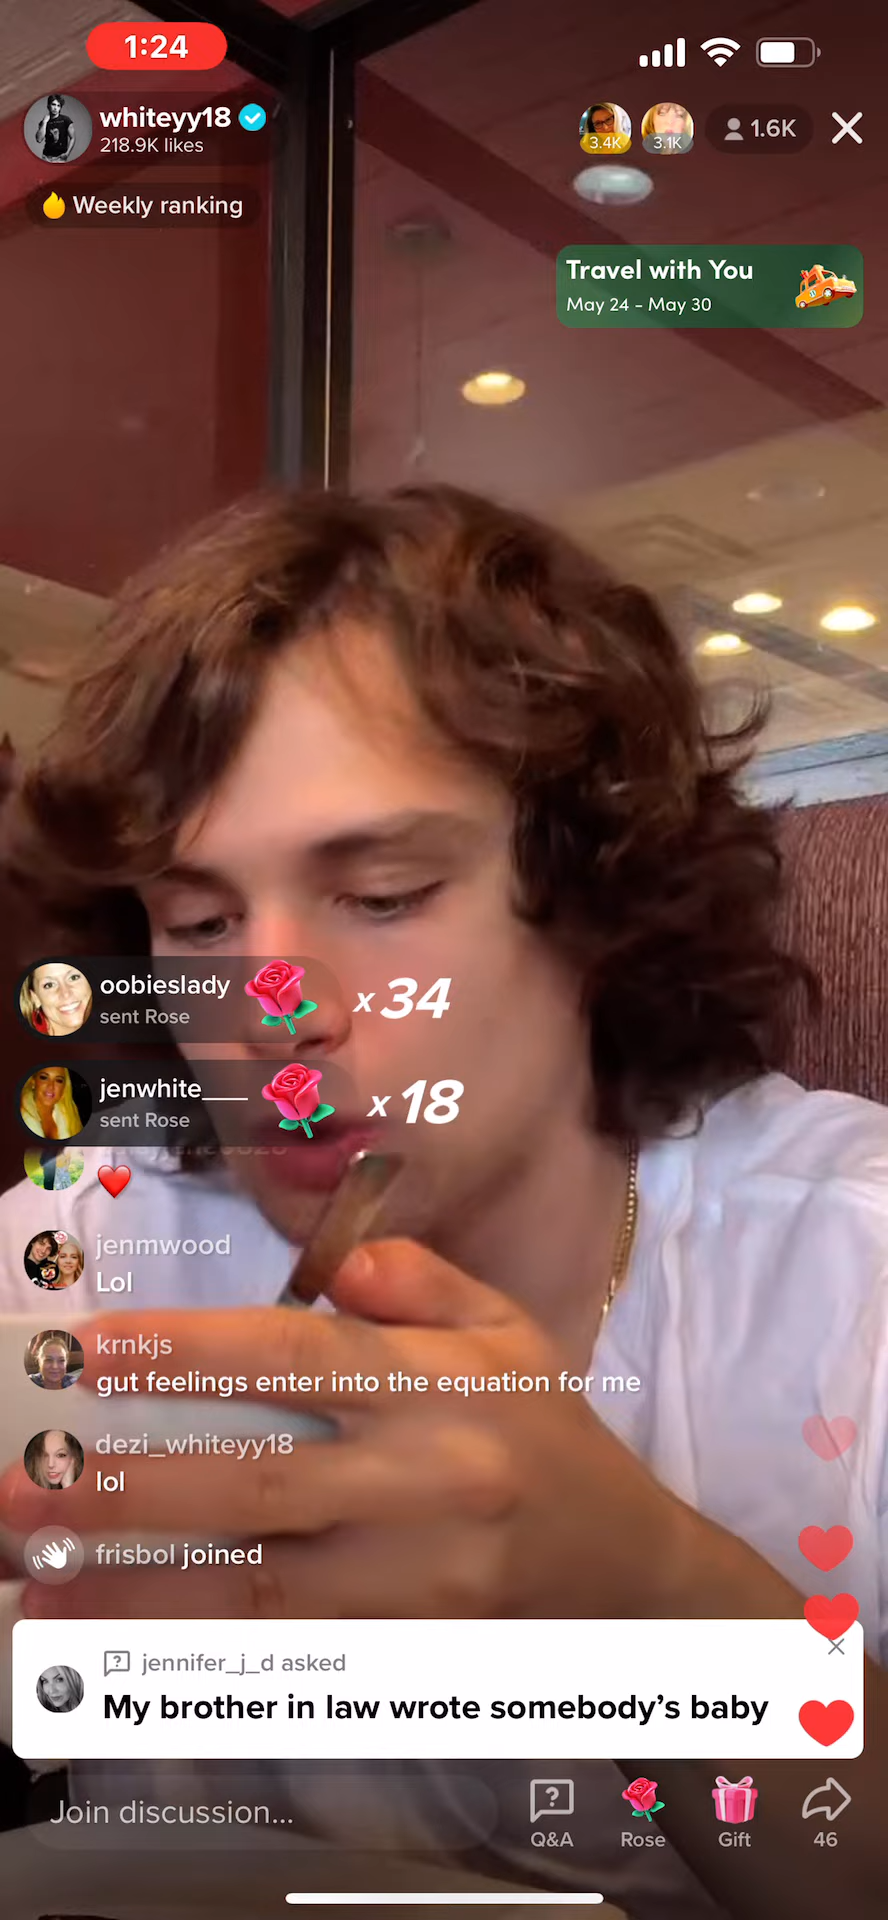 1:24
whiteyy18
218.9K likes
3.4K
3.1K
1.6K
Weekly ranking
Travel with You
May 24 - May 30
oobieslady
sent Rose
x 34
jenwhite___
sent Rose
x 18
jenmwood
Lol
krnkjs
gut feelings enter into the equation for me
dezi_whiteyy18
lol
frisbol joined
jennifer_j_d asked
My brother in law wrote somebody's baby
Join discussion...
Q&A
Rose
Gift
46